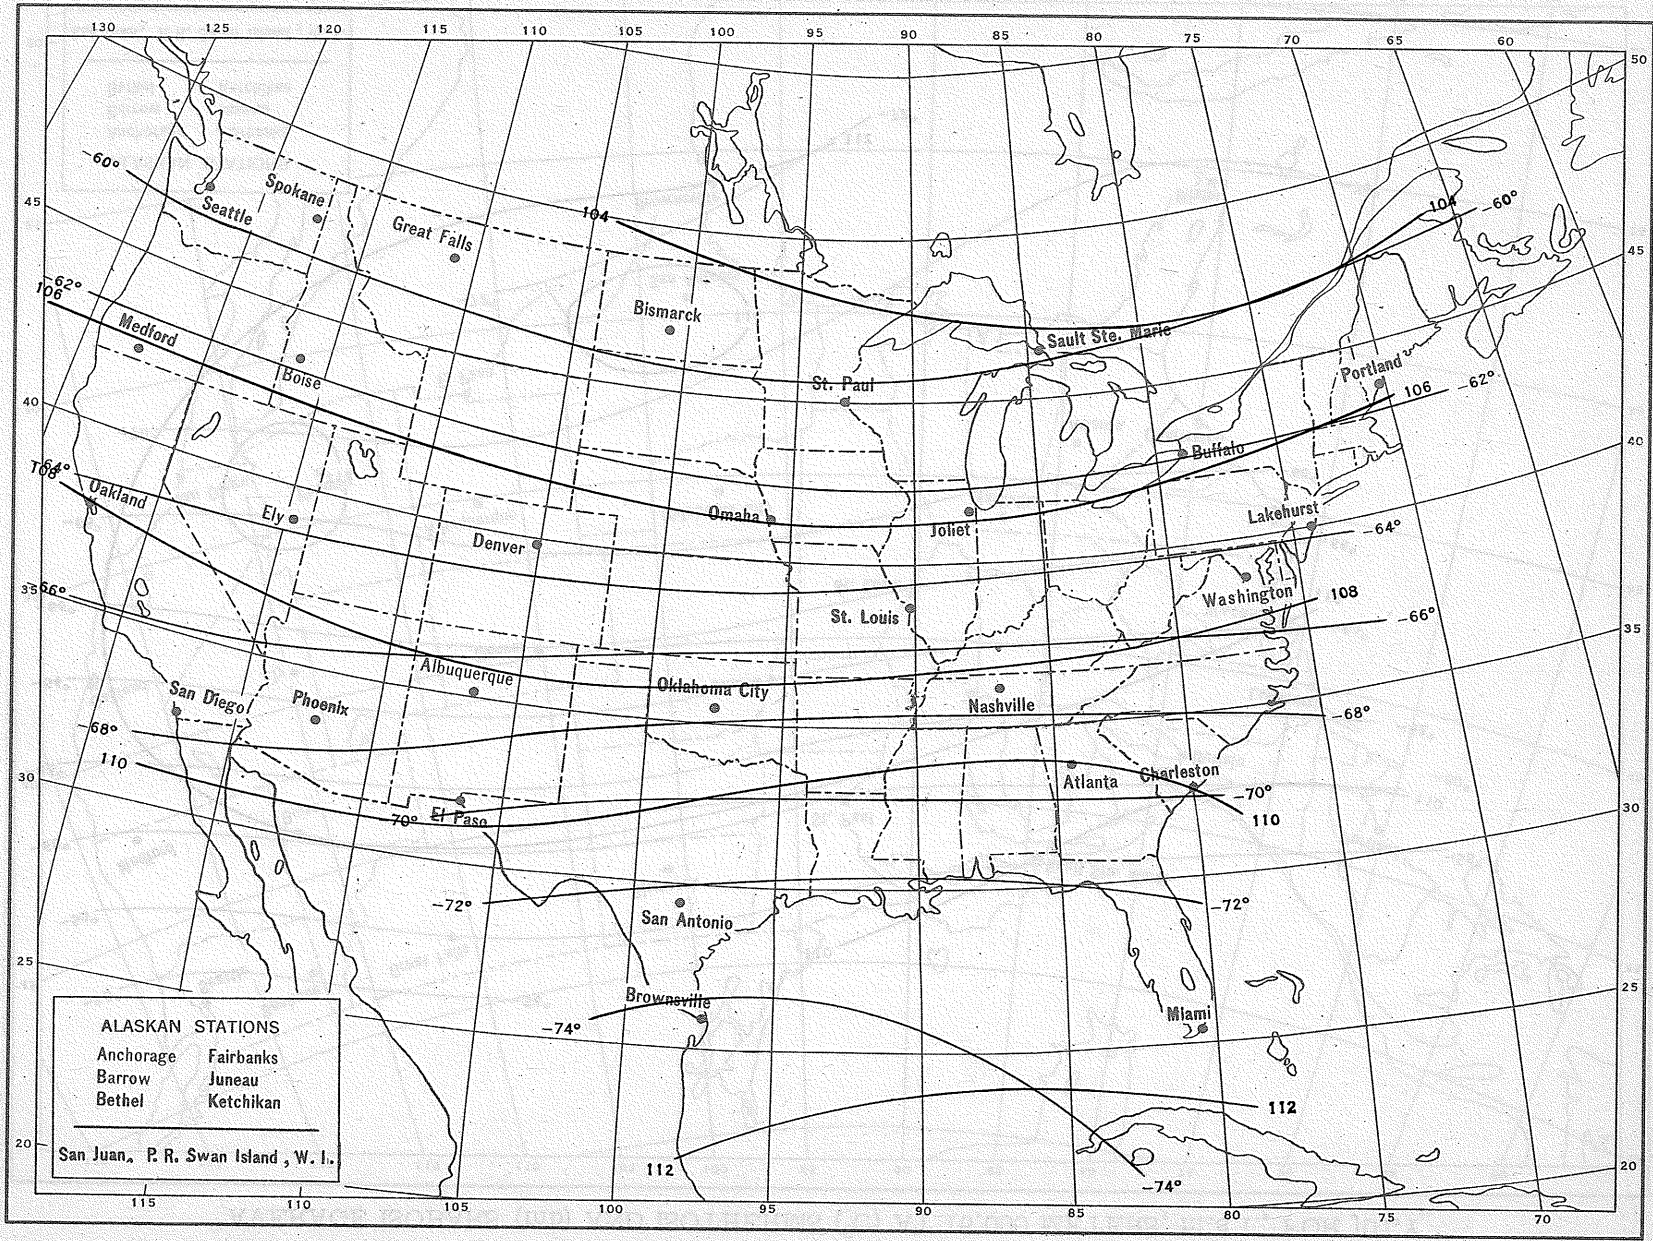 130 125 120 115 110 105 100 95 90 85 80 75 70 65 60
50
-60°
Spokane
Seattle
Great Falls
104
104
-60°
45
45
-62°
106
Medford
Boise
Bismarck
Sault Ste. Marie
St. Paul
Portland
106 -62°
Buffalo
40
40
-64°
108
Oakland
Ely
Denver
Omaha
Joliet
Lakehurst
-64°
Washington
108
St. Louis
35
-66°
-66°
35
Albuquerque
Oklahoma City
Nashville
San Diego
Phoenix
-68°
-68°
110
30
Atlanta
Charleston
-70°
El Paso
-70°
110
30
-72°
San Antonio
-72°
25
25
Brownsville
-74°
Miami
112
112
-74°
20
20
ALASKAN STATIONS
Anchorage Fairbanks
Barrow Juneau
Bethel Ketchikan
San Juan, P. R. Swan Island, W. I.
115 110 105 100 95 90 85 80 75 70